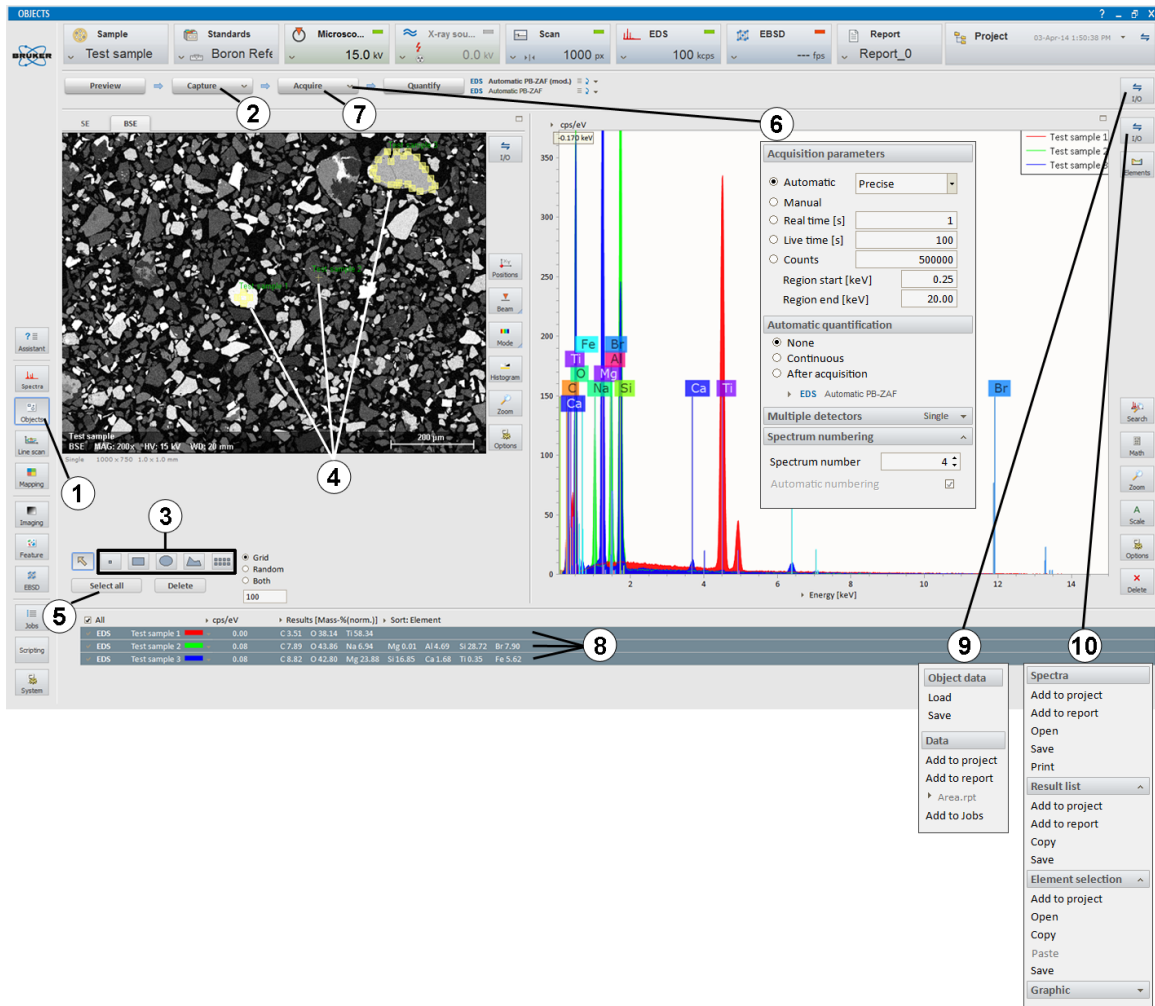 OBJECTS
? _ X
BRUKER
Sample
Test sample
Standards
Boron Refe
Microsco...
15.0 kV
X-ray sou...
0.0 kV
Scan
1000 px
EDS
100 kcps
EBSD
--- fps
Report
Report_0
Project 03-Apr-14 1:50:38 PM
Preview
Capture
Acquire
Quantify
EDS Automatic PB-ZAF (mod.)
EDS Automatic PB-ZAF
2
7
6
I/O
I/O
Elements
SE BSE
I/O
Positions
Beam
Mode
Histogram
Zoom
Options
Test sample
BSE MAG: 200x HV: 15 kV WD: 20 mm
200 µm
Single 1000 x 750 1.0 x 1.0 mm
4
Assistant
Spectra
Objects
Line scan
Mapping
Imaging
Feature
EBSD
Jobs
Scripting
System
1
3
5
Grid
Random
Both
100
Select all
Delete
cps/eV
-0.170 keV
350
300
250
200
150
100
50
0
2 4 6 8 10 12 14
Energy [keV]
Test sample 1
Test sample 2
Test sample 3
Fe Br
Ti Al
O Mg
C Na Si Ca Ti Br
Ca
Acquisition parameters
Automatic Precise
Manual
Real time [s] 1
Live time [s] 100
Counts 500000
Region start [keV] 0.25
Region end [keV] 20.00
Automatic quantification
None
Continuous
After acquisition
EDS Automatic PB-ZAF
Multiple detectors Single
Spectrum numbering
Spectrum number 4
Automatic numbering
Search
Math
Zoom
Scale
Options
Delete
All cps/eV Results [Mass-%(norm.)] Sort: Element
EDS Test sample 1 0.00 C 3.51 O 38.14 Ti 58.34
EDS Test sample 2 0.08 C 7.89 O 43.86 Na 6.94 Mg 0.01 Al 4.69 Si 28.72 Br 7.90
EDS Test sample 3 0.08 C 8.82 O 42.80 Mg 23.88 Si 16.85 Ca 1.68 Ti 0.35 Fe 5.62
8
9
10
Object data
Load
Save
Data
Add to project
Add to report
Area.rpt
Add to Jobs
Spectra
Add to project
Add to report
Open
Save
Print
Result list
Add to project
Add to report
Copy
Save
Element selection
Add to project
Open
Copy
Paste
Save
Graphic